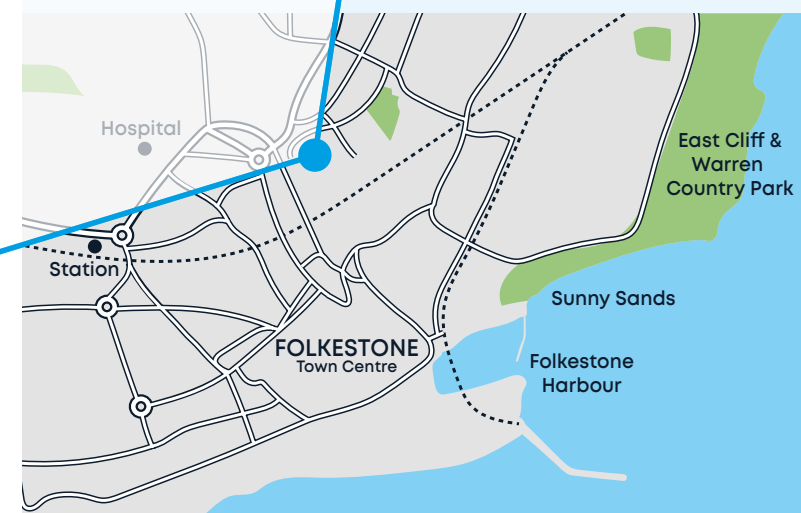 Hospital
East Cliff &
Warren
Country Park
Station
Sunny Sands
FOLKESTONE
Town Centre
Folkestone
Harbour